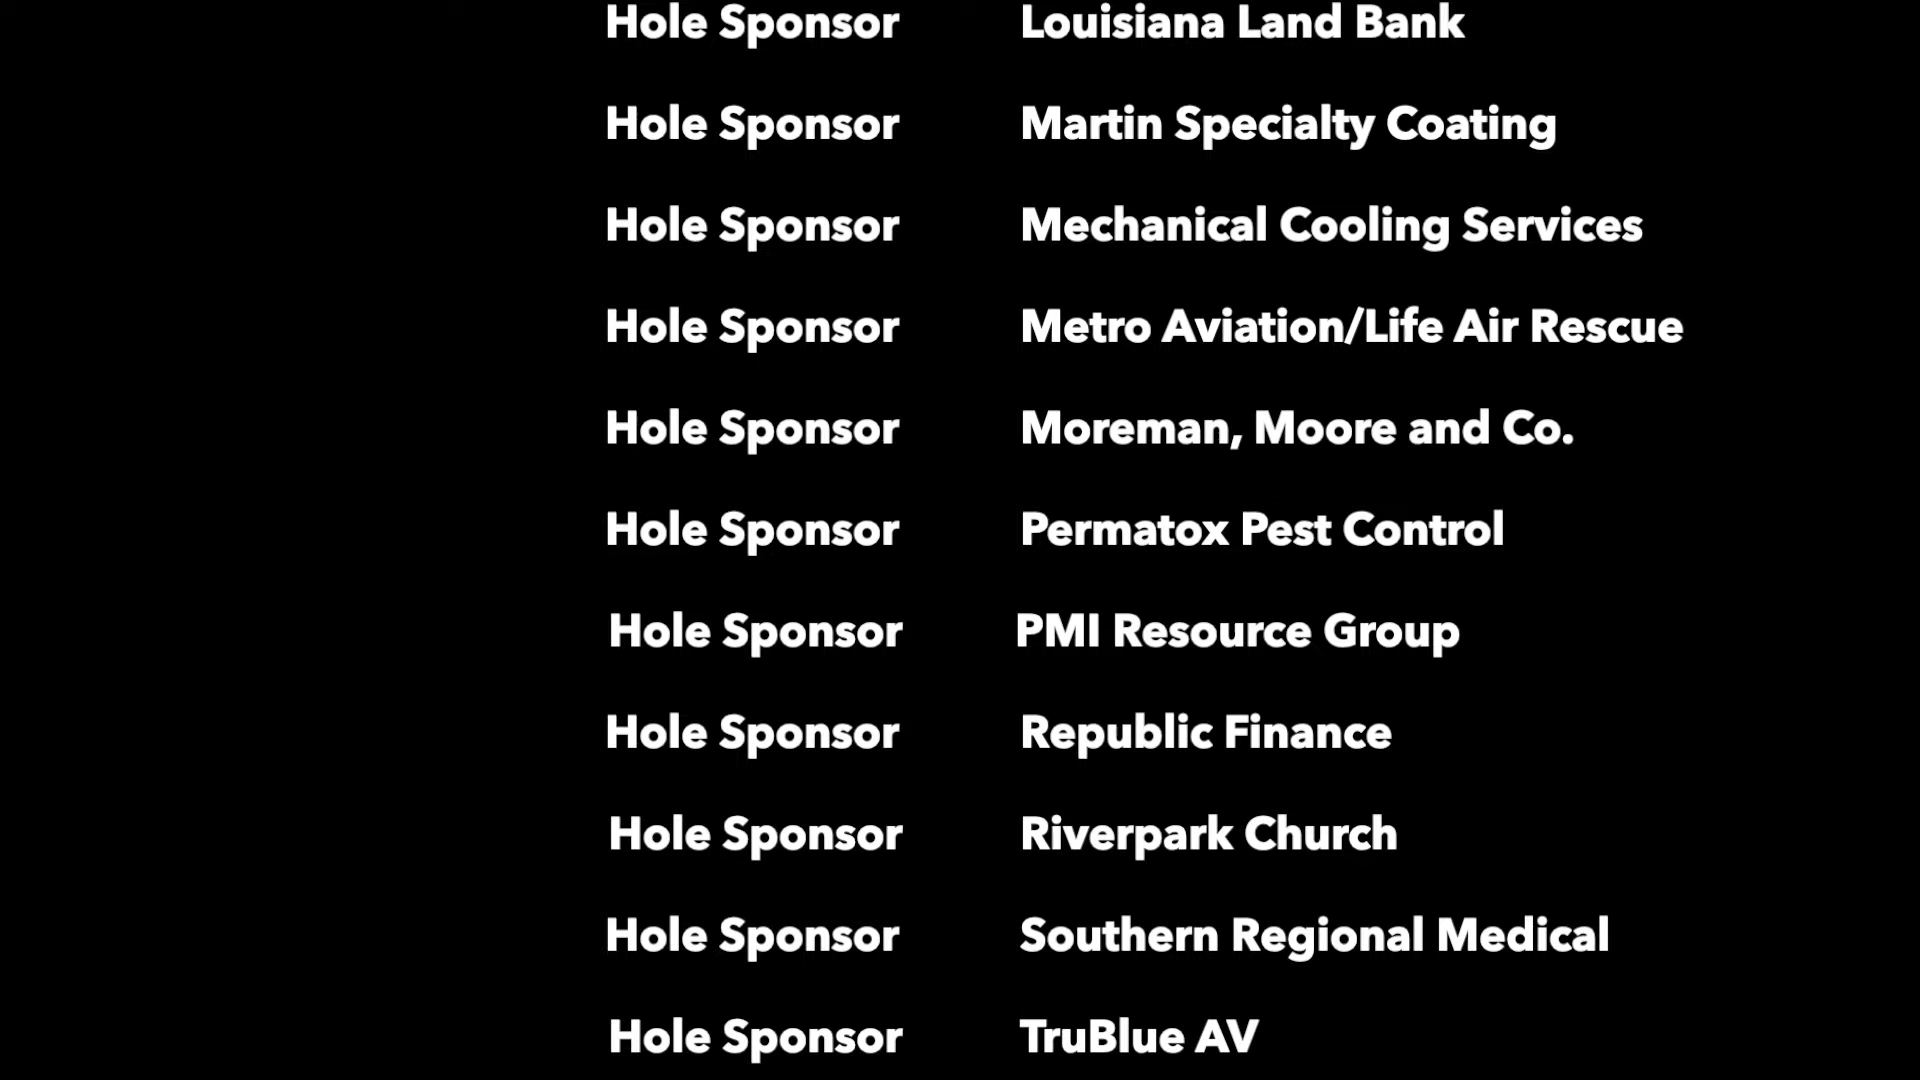 Hole Sponsor Louisiana Land Bank
Hole Sponsor Martin Specialty Coating
Hole Sponsor Mechanical Cooling Services
Hole Sponsor Metro Aviation/Life Air Rescue
Hole Sponsor Moreman, Moore and Co.
Hole Sponsor Permatox Pest Control
Hole Sponsor PMI Resource Group
Hole Sponsor Republic Finance
Hole Sponsor Riverpark Church
Hole Sponsor Southern Regional Medical
Hole Sponsor TruBlue AV